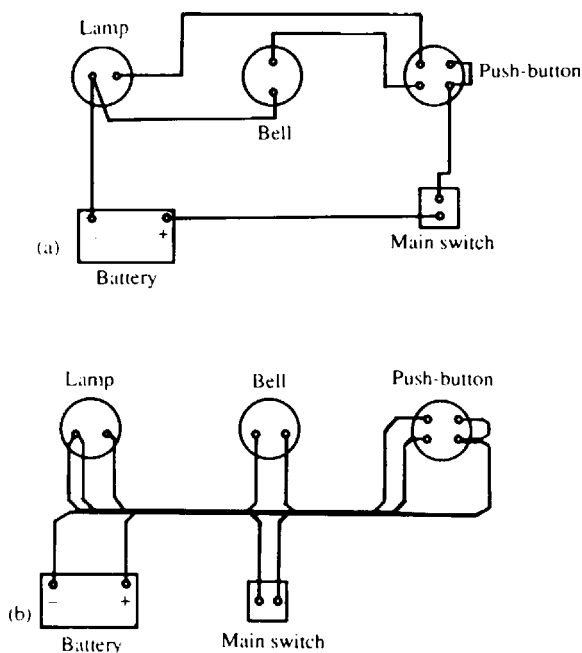 Lamp
Push-button
Bell
- +
Main switch
(a)
Battery
Lamp Bell Push-button
- +
(b)
Battery Main switch